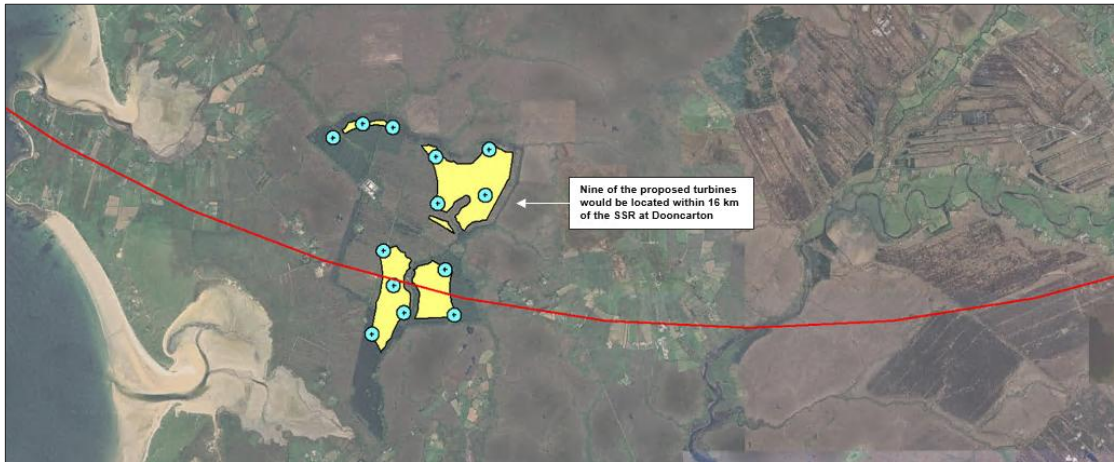 Nine of the proposed turbines
would be located within 16 km
of the SSR at Dooncarton